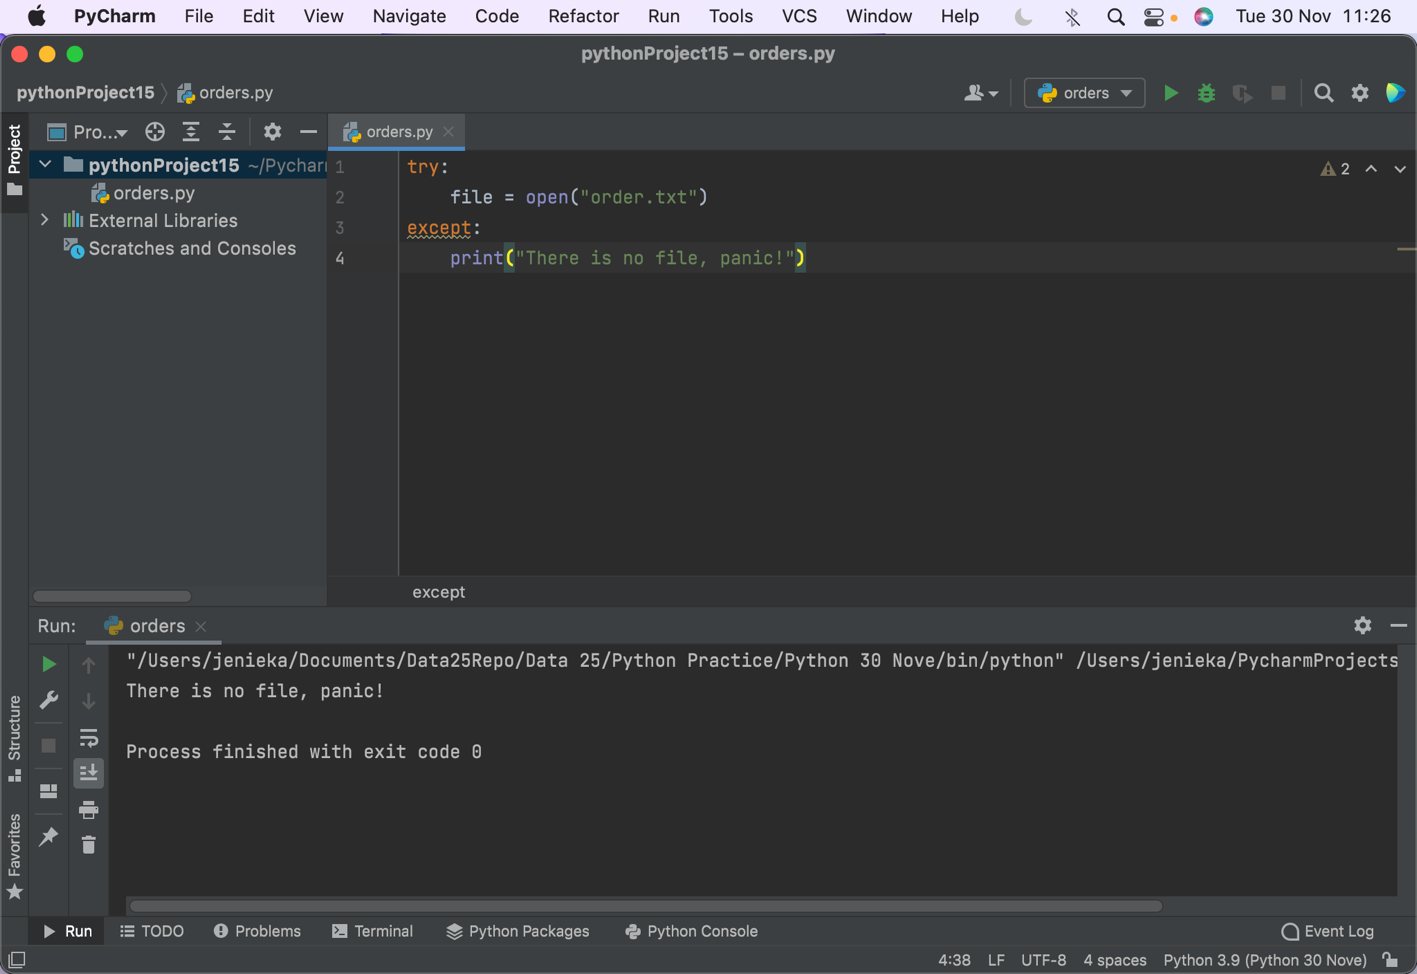 PyCharm File Edit View Navigate Code Refactor Run Tools VCS Window Help Tue 30 Nov 11:26
pythonProject15 – orders.py
pythonProject15 orders.py orders
Project
Pro... orders.py
pythonProject15 ~/Pychar
orders.py
External Libraries
Scratches and Consoles
1 try:
2 file = open("order.txt")
3 except:
4 print("There is no file, panic!")
2
except
Run: orders
"/Users/jenieka/Documents/Data25Repo/Data 25/Python Practice/Python 30 Nove/bin/python" /Users/jenieka/PycharmProjects
There is no file, panic!
Process finished with exit code 0
Structure
Favorites
Run TODO Problems Terminal Python Packages Python Console Event Log
4:38 LF UTF-8 4 spaces Python 3.9 (Python 30 Nove)